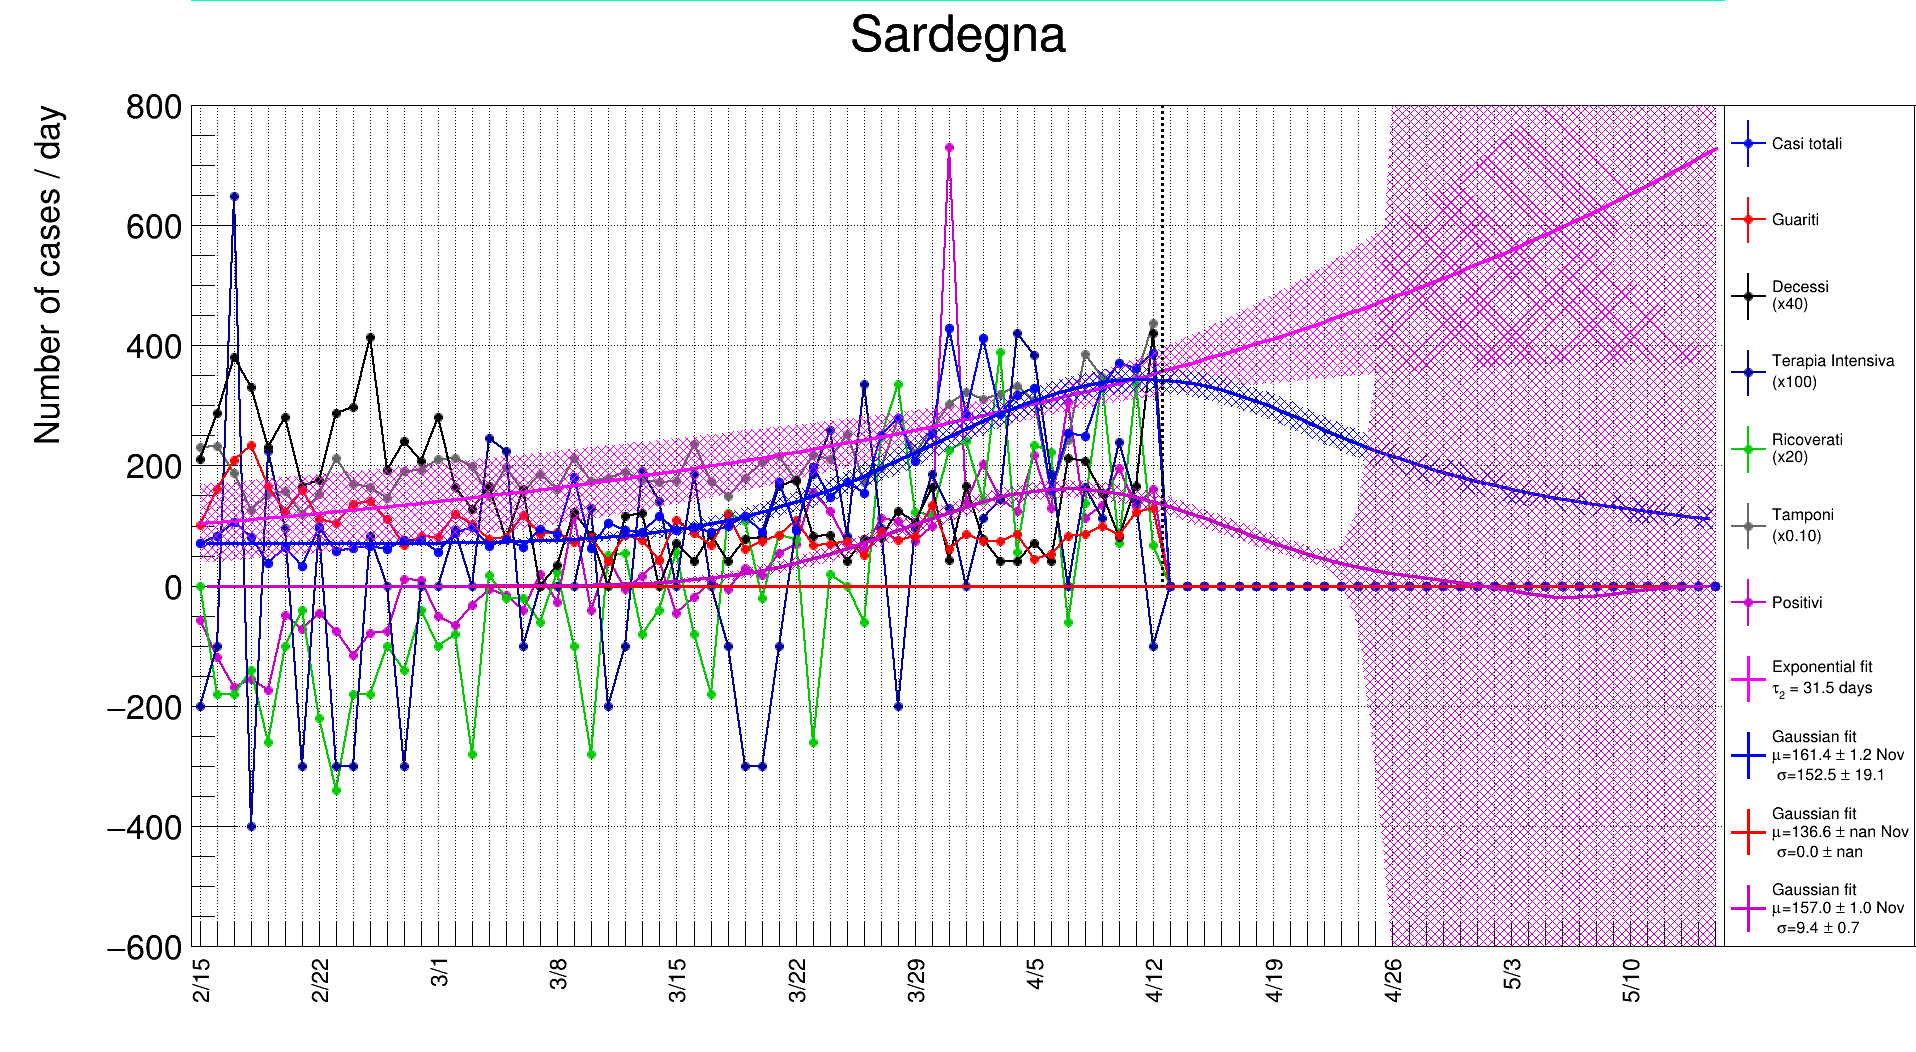 Sardegna
Number of cases / day
800
600
400
200
0
−200
−400
−600
2/15
2/22
3/1
3/8
3/15
3/22
3/29
4/5
4/12
4/19
4/26
5/3
5/10
Casi totali
Guariti
Decessi
(x40)
Terapia Intensiva
(x100)
Ricoverati
(x20)
Tamponi
(x0.10)
Positivi
Exponential fit
τ2 = 31.5 days
Gaussian fit
μ=161.4 ± 1.2 Nov
σ=152.5 ± 19.1
Gaussian fit
μ=136.6 ± nan Nov
σ=0.0 ± nan
Gaussian fit
μ=157.0 ± 1.0 Nov
σ=9.4 ± 0.7